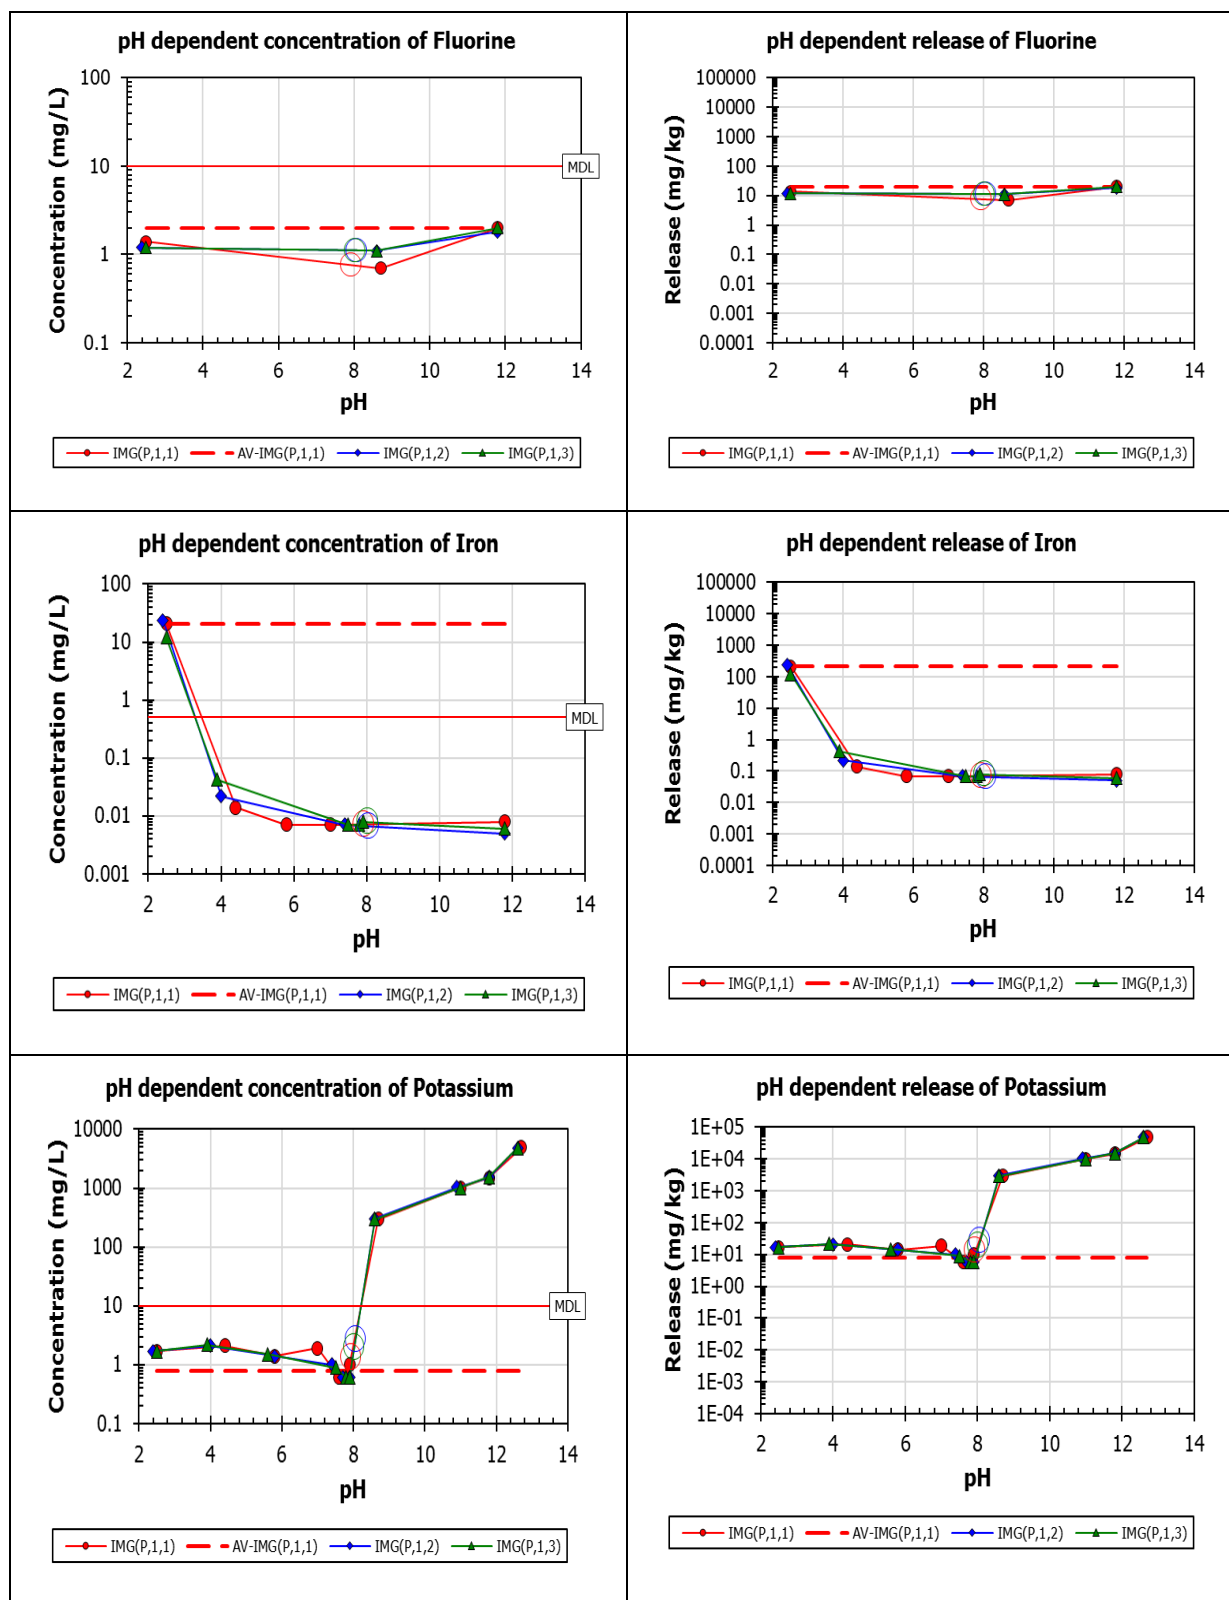 pH dependent concentration of Fluorine
Concentration (mg/L)
100
10
1
0.1
MDL
2 4 6 8 10 12 14
pH
IMG(P,1,1) AV-IMG(P,1,1) IMG(P,1,2) IMG(P,1,3)
pH dependent release of Fluorine
Release (mg/kg)
100000
10000
1000
100
10
1
0.1
0.01
0.001
0.0001
2 4 6 8 10 12 14
pH
IMG(P,1,1) AV-IMG(P,1,1) IMG(P,1,2) IMG(P,1,3)
pH dependent concentration of Iron
Concentration (mg/L)
100
10
1
0.1
0.01
0.001
MDL
2 4 6 8 10 12 14
pH
IMG(P,1,1) AV-IMG(P,1,1) IMG(P,1,2) IMG(P,1,3)
pH dependent release of Iron
Release (mg/kg)
100000
10000
1000
100
10
1
0.1
0.01
0.001
0.0001
2 4 6 8 10 12 14
pH
IMG(P,1,1) AV-IMG(P,1,1) IMG(P,1,2) IMG(P,1,3)
pH dependent concentration of Potassium
Concentration (mg/L)
10000
1000
100
10
1
0.1
MDL
2 4 6 8 10 12 14
pH
IMG(P,1,1) AV-IMG(P,1,1) IMG(P,1,2) IMG(P,1,3)
pH dependent release of Potassium
Release (mg/kg)
1E+05
1E+04
1E+03
1E+02
1E+01
1E+00
1E-01
1E-02
1E-03
1E-04
2 4 6 8 10 12 14
pH
IMG(P,1,1) AV-IMG(P,1,1) IMG(P,1,2) IMG(P,1,3)